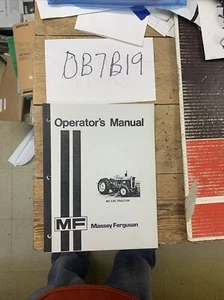 OB7B19
Operator's Manual
MF
Massey Ferguson